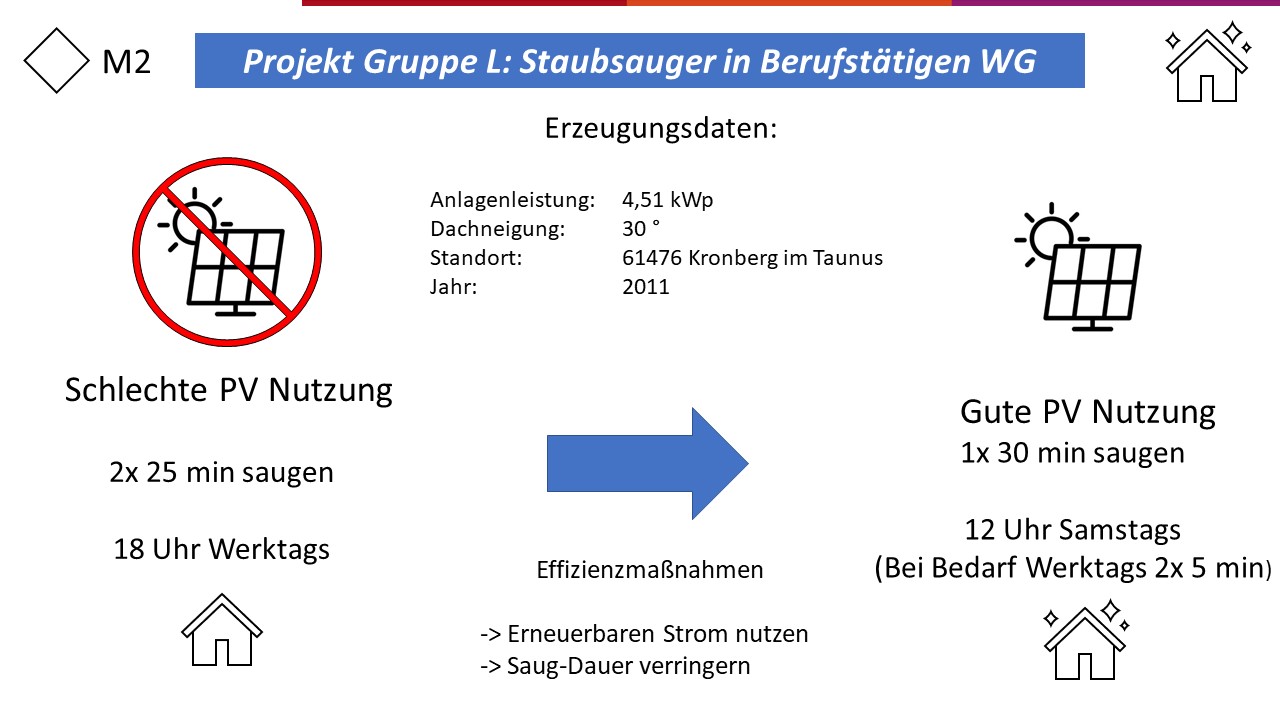 M2
Projekt Gruppe L: Staubsauger in Berufstätigen WG
Erzeugungsdaten:
Anlagenleistung: 4,51 kWp
Dachneigung: 30 °
Standort: 61476 Kronberg im Taunus
Jahr: 2011
Schlechte PV Nutzung
2x 25 min saugen
18 Uhr Werktags
Effizienzmaßnahmen
-> Erneuerbaren Strom nutzen
-> Saug-Dauer verringern
Gute PV Nutzung
1x 30 min saugen
12 Uhr Samstags
(Bei Bedarf Werktags 2x 5 min)